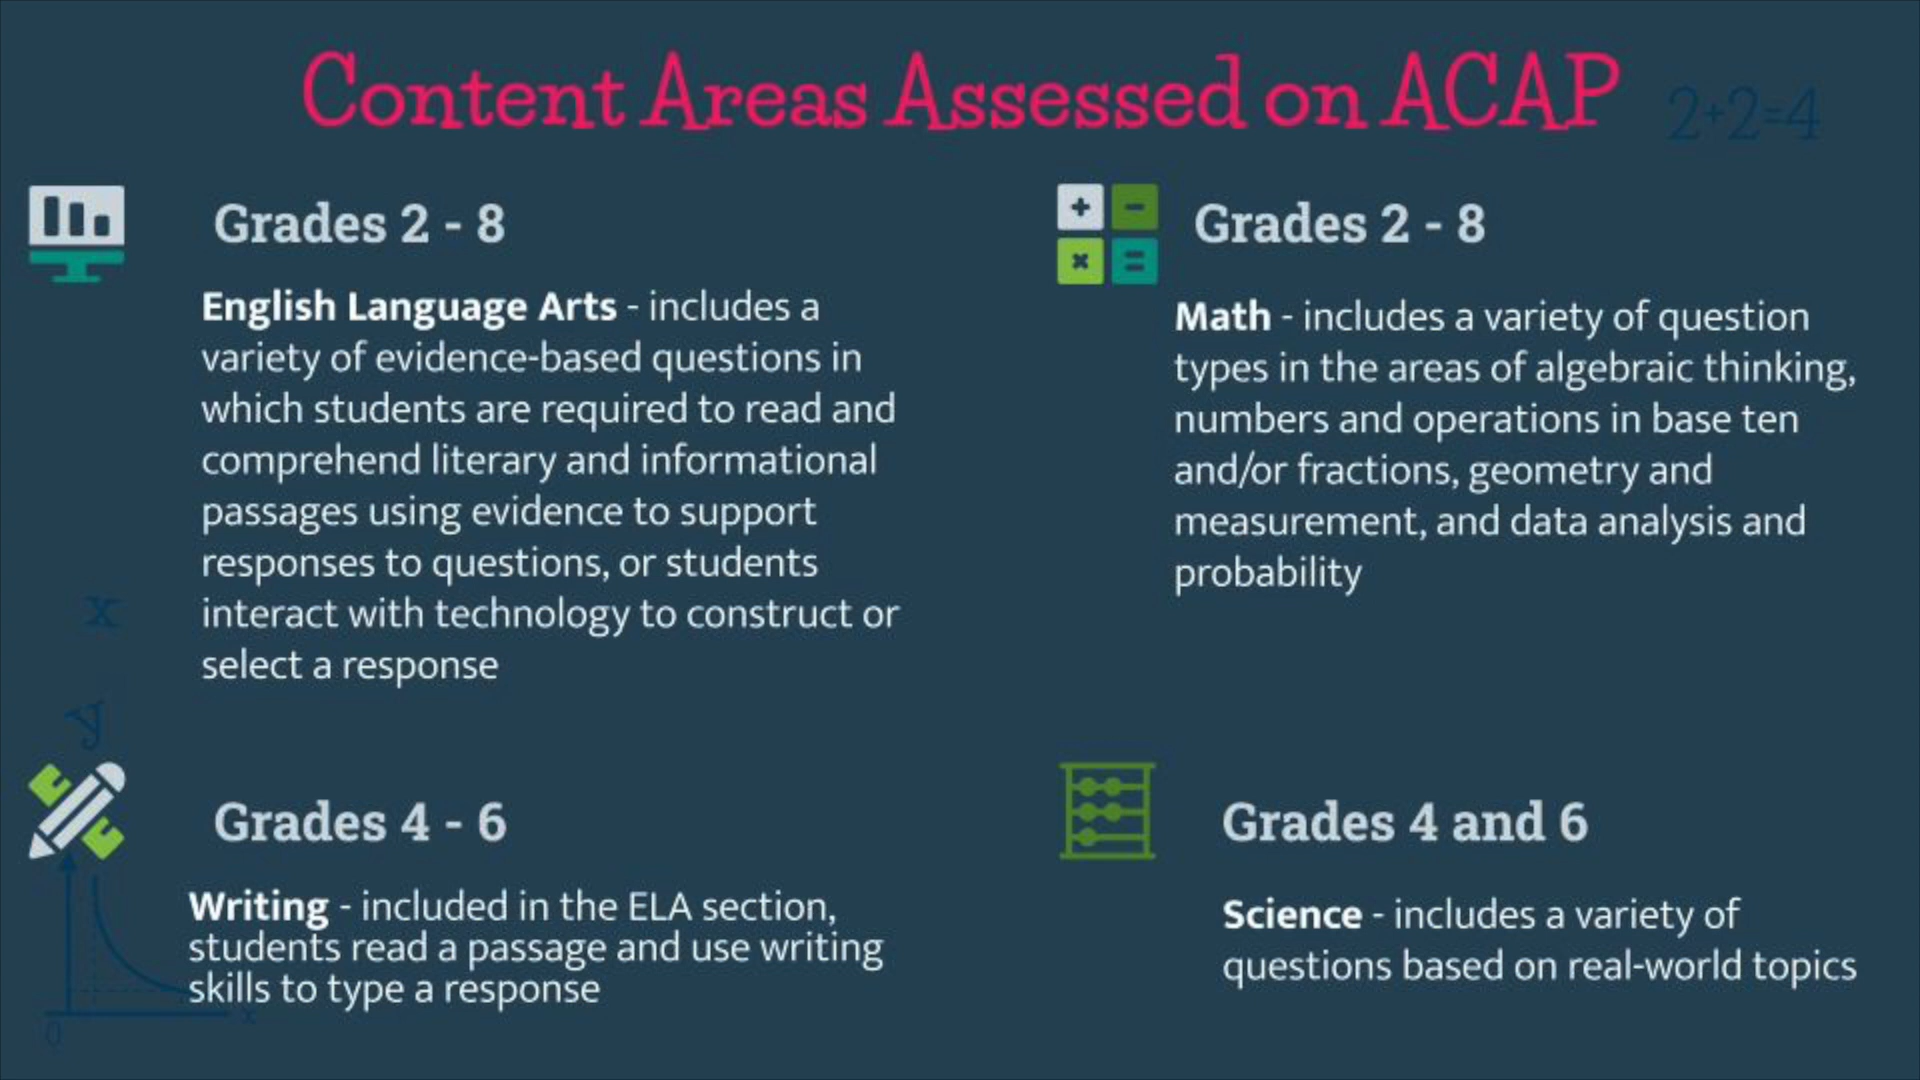 Content Areas Assessed on ACAP
2+2=4
Grades 2 - 8
English Language Arts - includes a
variety of evidence-based questions in
which students are required to read and
comprehend literary and informational
passages using evidence to support
responses to questions, or students
interact with technology to construct or
select a response
Grades 2 - 8
Math - includes a variety of question
types in the areas of algebraic thinking,
numbers and operations in base ten
and/or fractions, geometry and
measurement, and data analysis and
probability
x
y
Grades 4 - 6
Writing - included in the ELA section,
students read a passage and use writing
skills to type a response
0
x
Grades 4 and 6
Science - includes a variety of
questions based on real-world topics